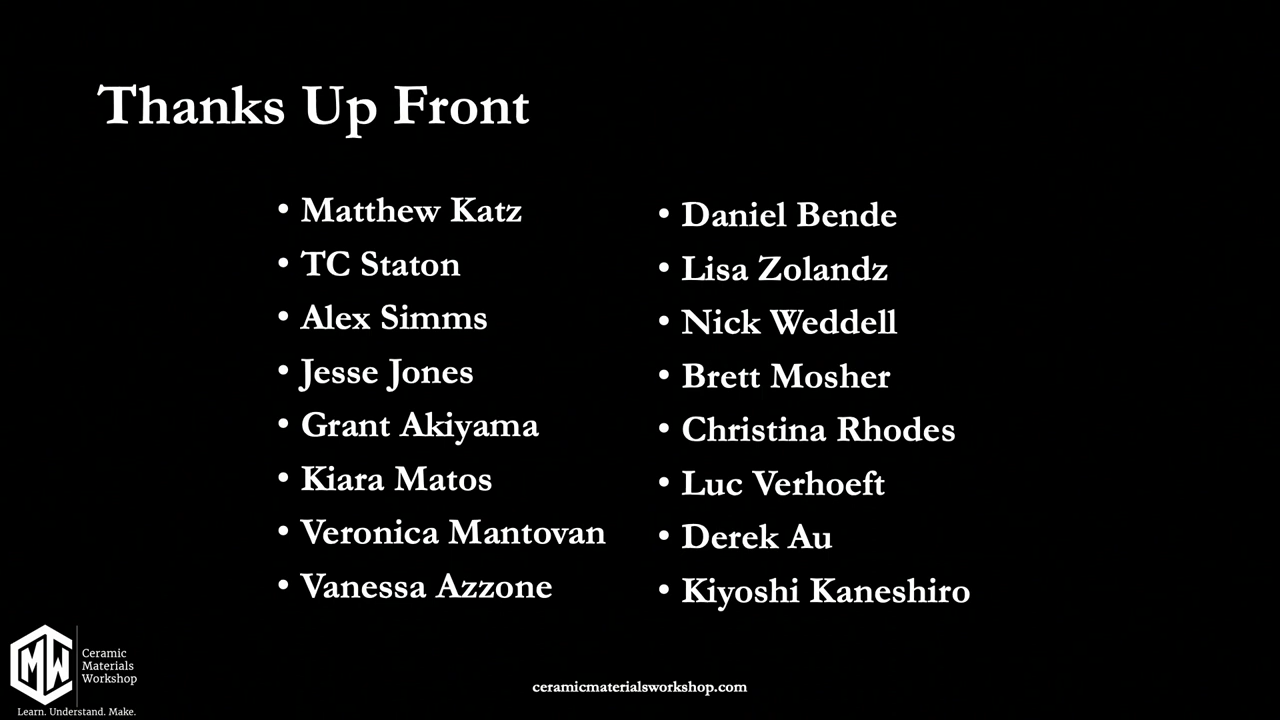 Thanks Up Front
• Matthew Katz
• TC Staton
• Alex Simms
• Jesse Jones
• Grant Akiyama
• Kiara Matos
• Veronica Mantovan
• Vanessa Azzone
• Daniel Bende
• Lisa Zolandz
• Nick Weddell
• Brett Mosher
• Christina Rhodes
• Luc Verhoeft
• Derek Au
• Kiyoshi Kaneshiro
CMW
Ceramic
Materials
Workshop
Learn. Understand. Make.
ceramicmaterialsworkshop.com